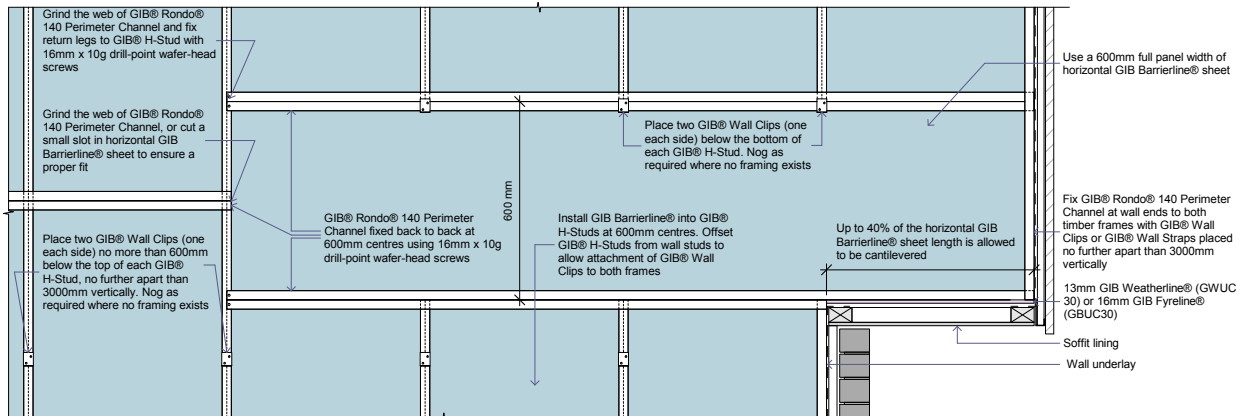 Grind the web of GIB® Rondo®
140 Perimeter Channel and fix
return legs to GIB® H-Stud with
16mm x 10g drill-point wafer-head
screws
Grind the web of GIB® Rondo®
140 Perimeter Channel, or cut a
small slot in horizontal GIB
Barrierline® sheet to ensure a
proper fit
Place two GIB® Wall Clips (one
each side) no more than 600mm
below the top of each GIB®
H-Stud, no further apart than
3000mm vertically. Nog as
required where no framing exists
GIB® Rondo® 140 Perimeter
Channel fixed back to back at
600mm centres using 16mm x 10g
drill-point wafer-head screws
600 mm
Place two GIB® Wall Clips (one
each side) below the bottom of
each GIB® H-Stud. Nog as
required where no framing exists
Install GIB Barrierline® into GIB®
H-Studs at 600mm centres. Offset
GIB® H-Studs from wall studs to
allow attachment of GIB® Wall
Clips to both frames
Up to 40% of the horizontal GIB
Barrierline® sheet length is allowed
to be cantilevered
Use a 600mm full panel width of
horizontal GIB Barrierline® sheet
Fix GIB® Rondo® 140 Perimeter
Channel at wall ends to both
timber frames with GIB® Wall
Clips or GIB® Wall Straps placed
no further apart than 3000mm
vertically
13mm GIB Weatherline® (GWUC
30) or 16mm GIB Fyreline®
(GBUC30)
Soffit lining
Wall underlay